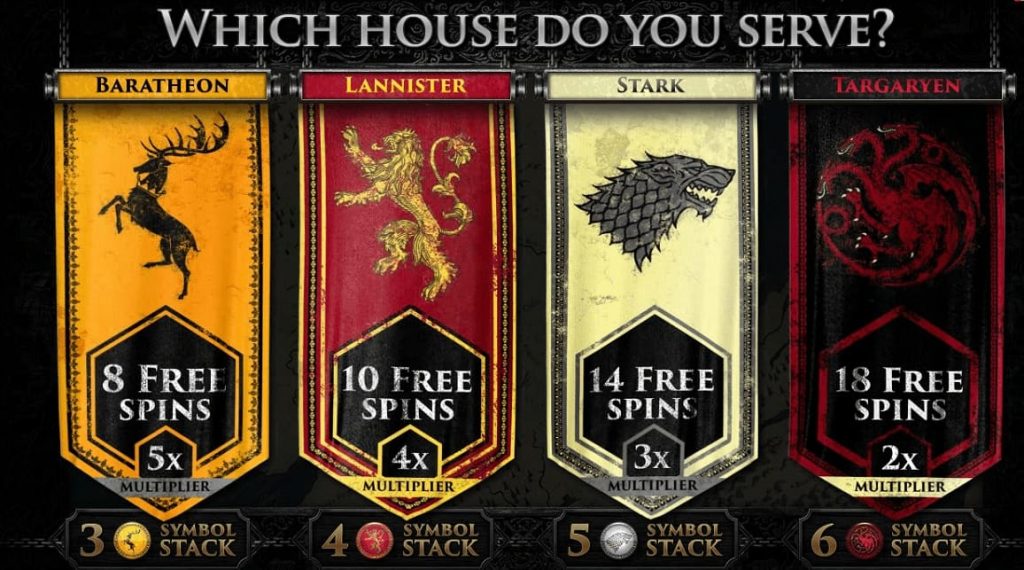 WHICH HOUSE DO YOU SERVE?
BARATHEON
8 FREE
SPINS
5x
MULTIPLIER
3 SYMBOL
STACK
LANNISTER
10 FREE
SPINS
4x
MULTIPLIER
4 SYMBOL
STACK
STARK
14 FREE
SPINS
3x
MULTIPLIER
5 SYMBOL
STACK
TARGARYEN
18 FREE
SPINS
2x
MULTIPLIER
6 SYMBOL
STACK